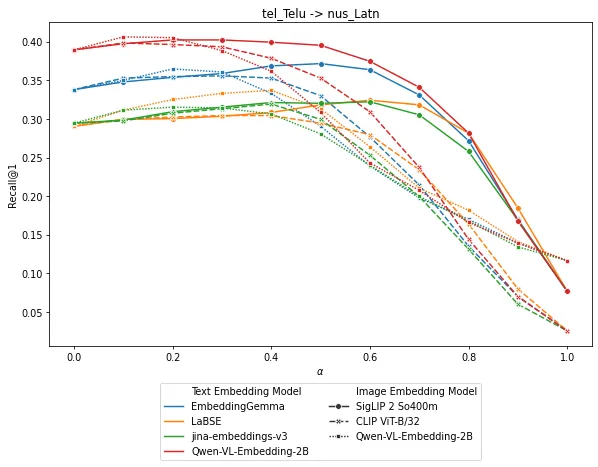 tel_Telu -> nus_Latn
0.40
0.35
0.30
0.25
0.20
0.15
0.10
0.05
Recall@1
0.0 0.2 0.4 0.6 0.8 1.0
α
Text Embedding Model
EmbeddingGemma
LaBSE
jina-embeddings-v3
Qwen-VL-Embedding-2B
Image Embedding Model
SigLIP 2 So400m
CLIP ViT-B/32
Qwen-VL-Embedding-2B